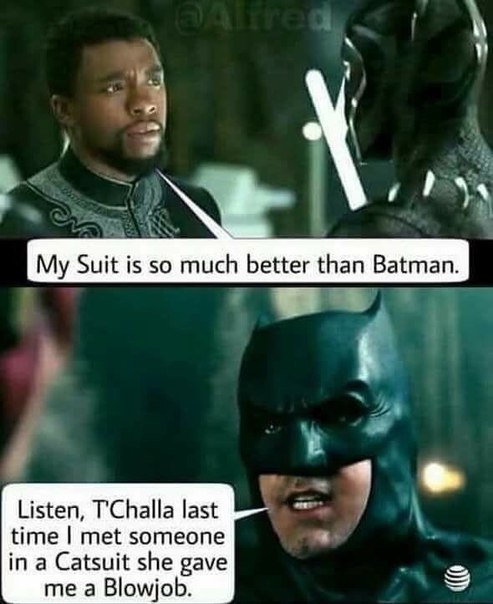 @Alfred
My Suit is so much better than Batman.
Listen, T'Challa last
time I met someone
in a Catsuit she gave
me a Blowjob.